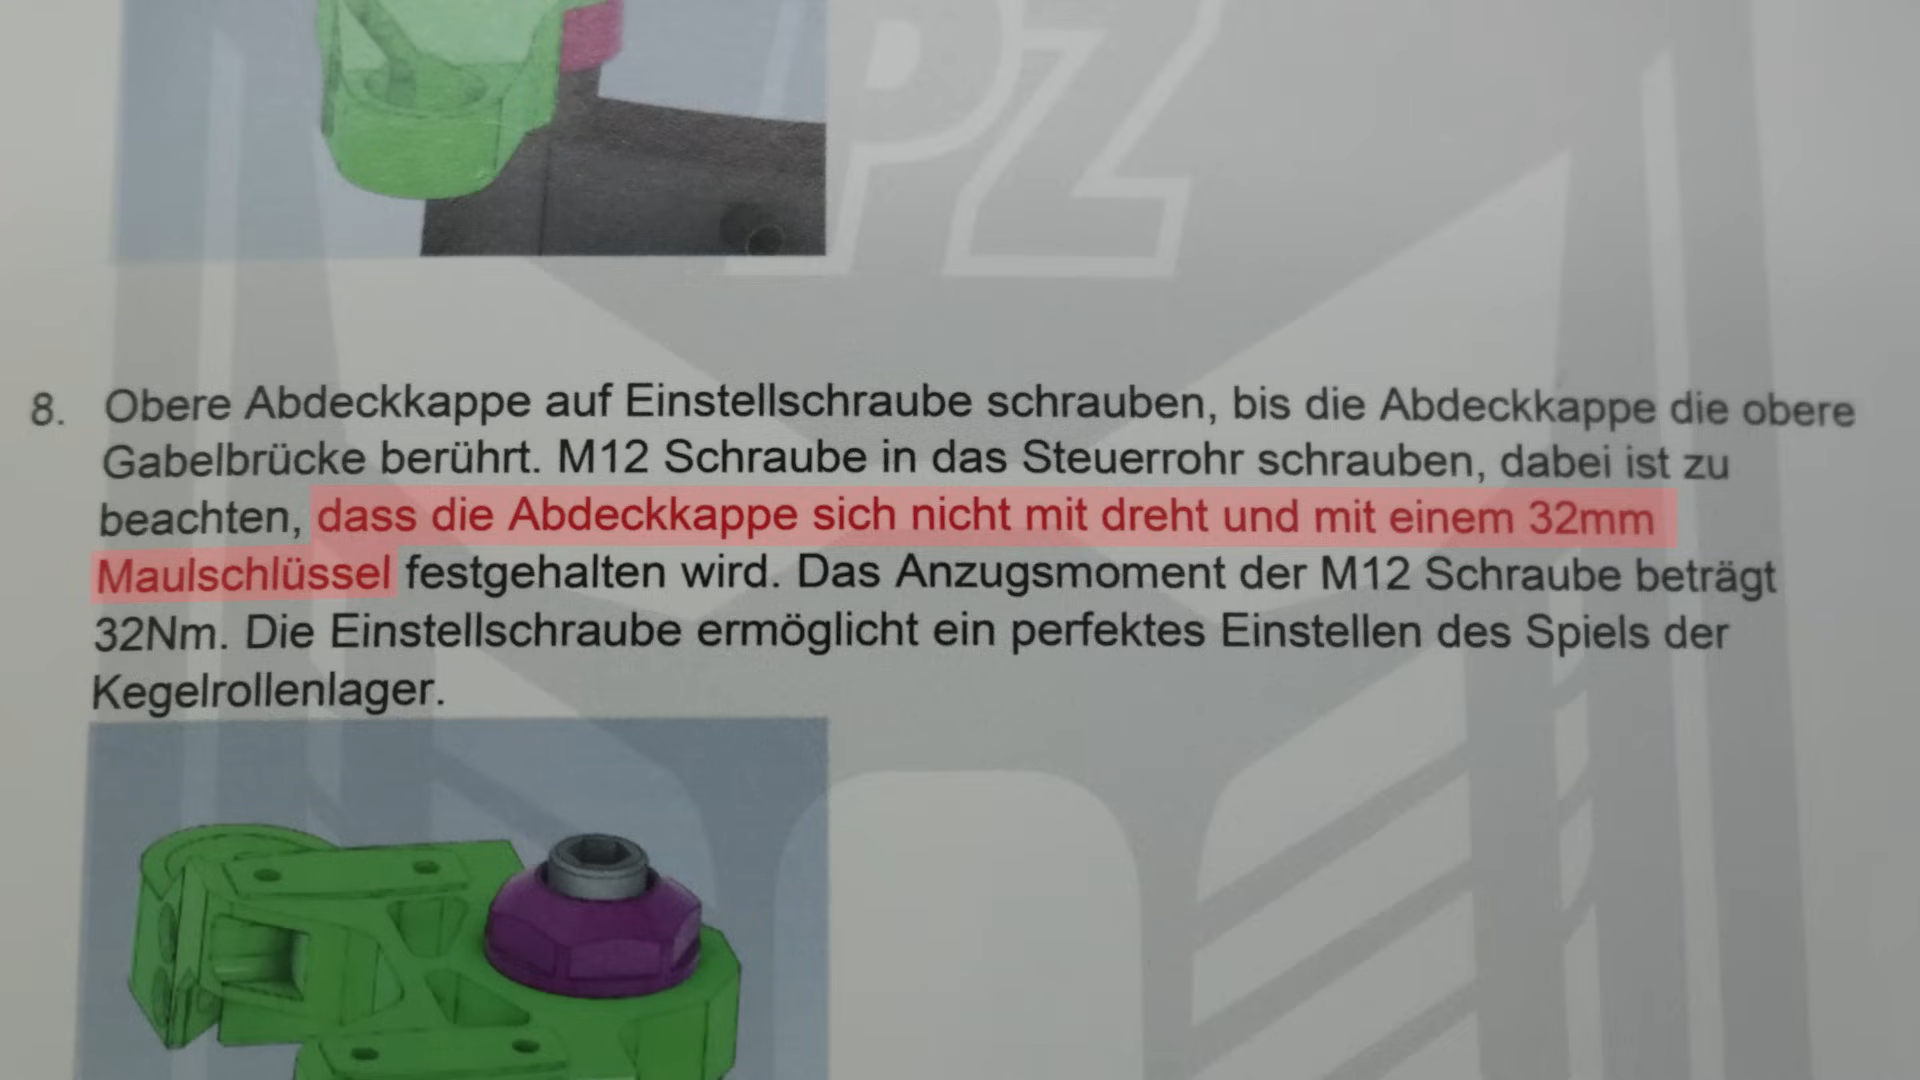 PZ
8. Obere Abdeckkappe auf Einstellschraube schrauben, bis die Abdeckkappe die obere
Gabelbrücke berührt. M12 Schraube in das Steuerrohr schrauben, dabei ist zu
beachten, dass die Abdeckkappe sich nicht mit dreht und mit einem 32mm
Maulschlüssel festgehalten wird. Das Anzugsmoment der M12 Schraube beträgt
32Nm. Die Einstellschraube ermöglicht ein perfektes Einstellen des Spiels der
Kegelrollenlager.